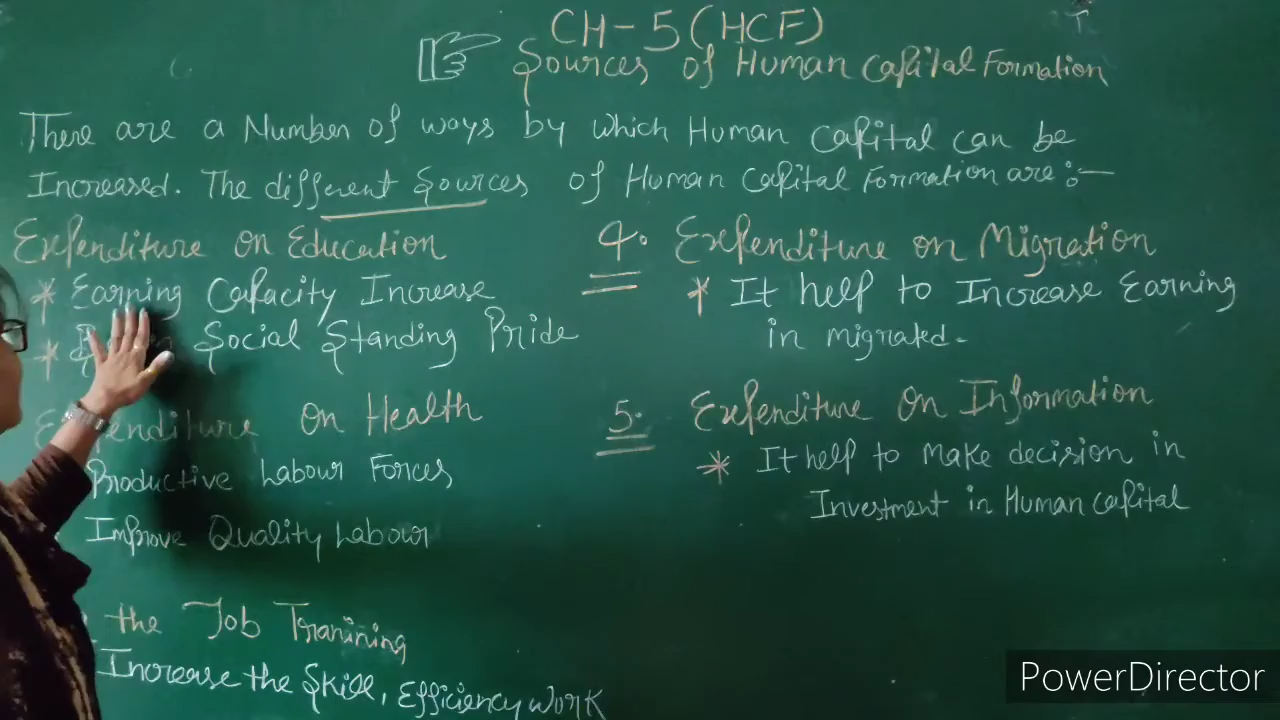 CH-5 (HCF)
Sources of Human Capital Formation
There are a Number of ways by which Human Capital can be
Increased. The different Sources of Human Capital Formation are :-
Expenditure on Education
* Earning Capacity Increase
* Social Standing Pride
Expenditure on Health
Productive Labour Forces
Improve Quality Labour
the Job Tranining
Increase the Skill, Efficiency work
4. Expenditure on Migration
* It help to Increase Earning
in migrated.
5. Expenditure on Information
* It help to make decision in
Investment in Human capital
PowerDirector